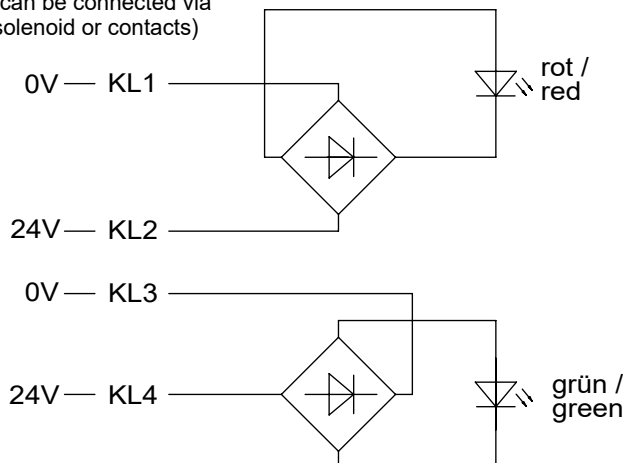 can be connected via
solenoid or contacts)
0V KL1
rot /
red
24V KL2
0V KL3
24V KL4
grün /
green